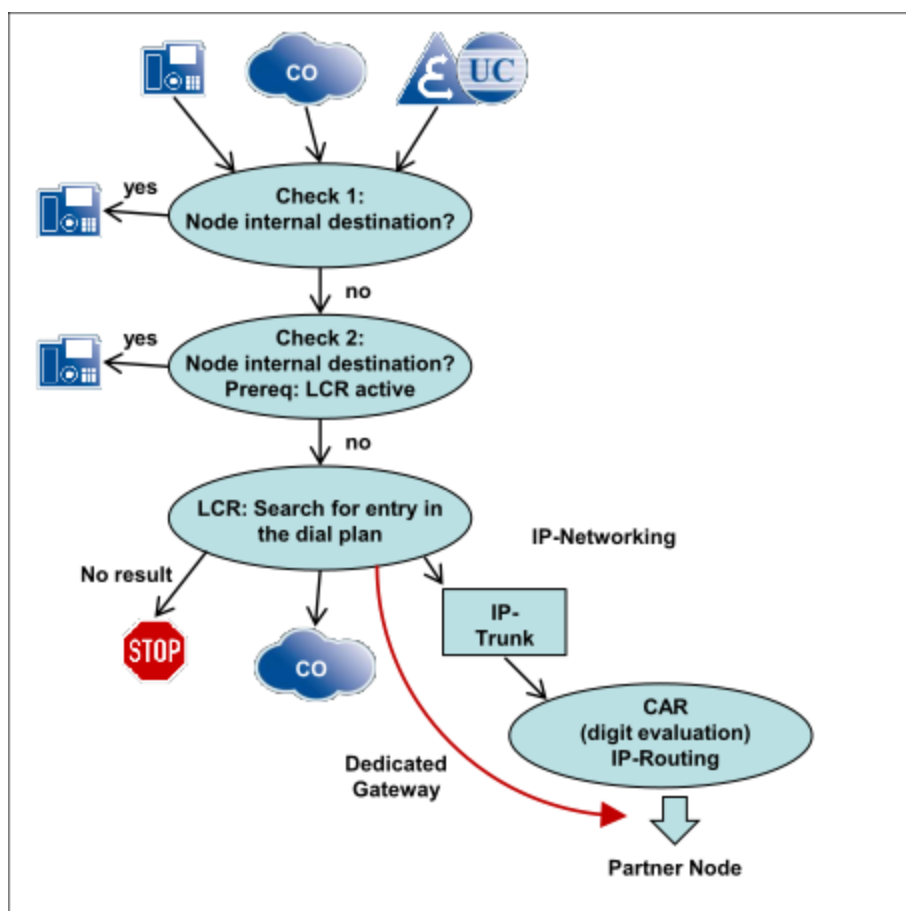 CO
UC
Check 1:
Node internal destination?
yes
no
Check 2:
Node internal destination?
Prereq: LCR active
yes
no
LCR: Search for entry in
the dial plan
IP-Networking
No result
STOP
CO
IP-
Trunk
CAR
(digit evaluation)
IP-Routing
Dedicated
Gateway
Partner Node